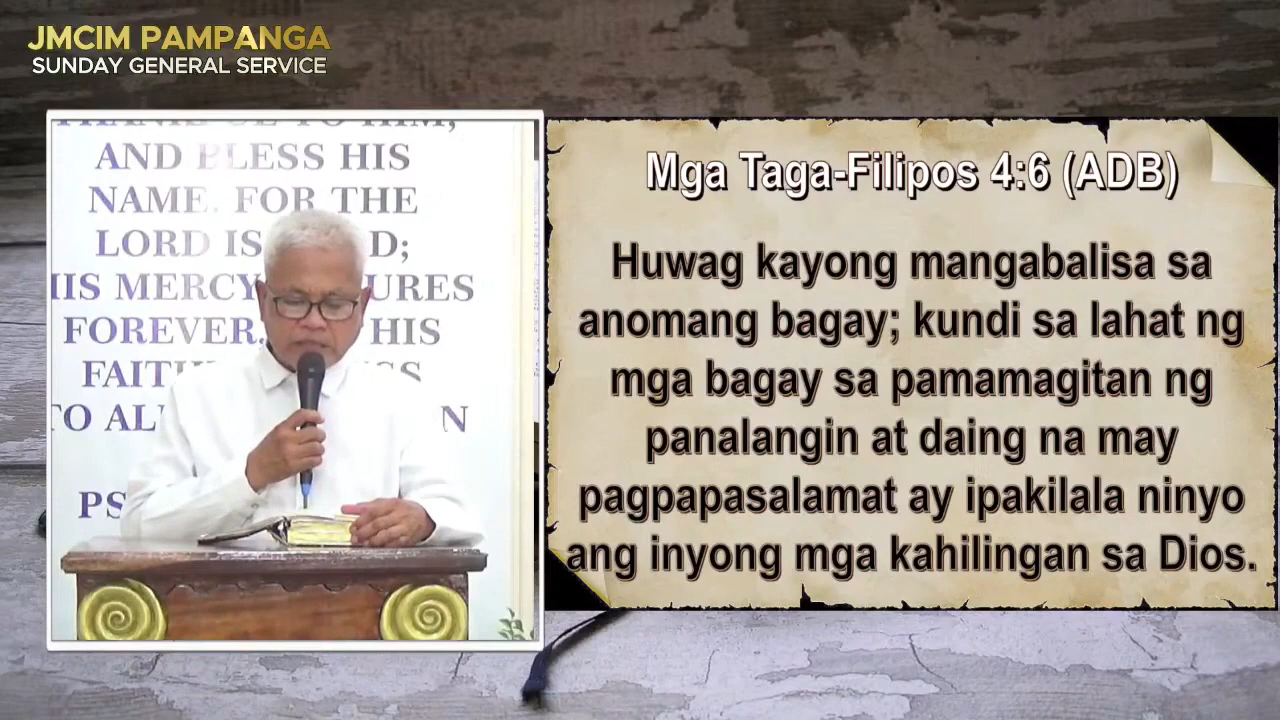 JMCIM PAMPANGA
SUNDAY GENERAL SERVICE
AND BLESS HIS
NAME. FOR THE
LORD IS
HIS MERCY
FOREVER, HIS
Mga Taga-Filipos 4:6 (ADB)
Huwag kayong mangabalisa sa
anomang bagay; kundi sa lahat ng
mga bagay sa pamamagitan ng
panalangin at daing na may
pagpapasalamat ay ipakilala ninyo
ang inyong mga kahilingan sa Dios.